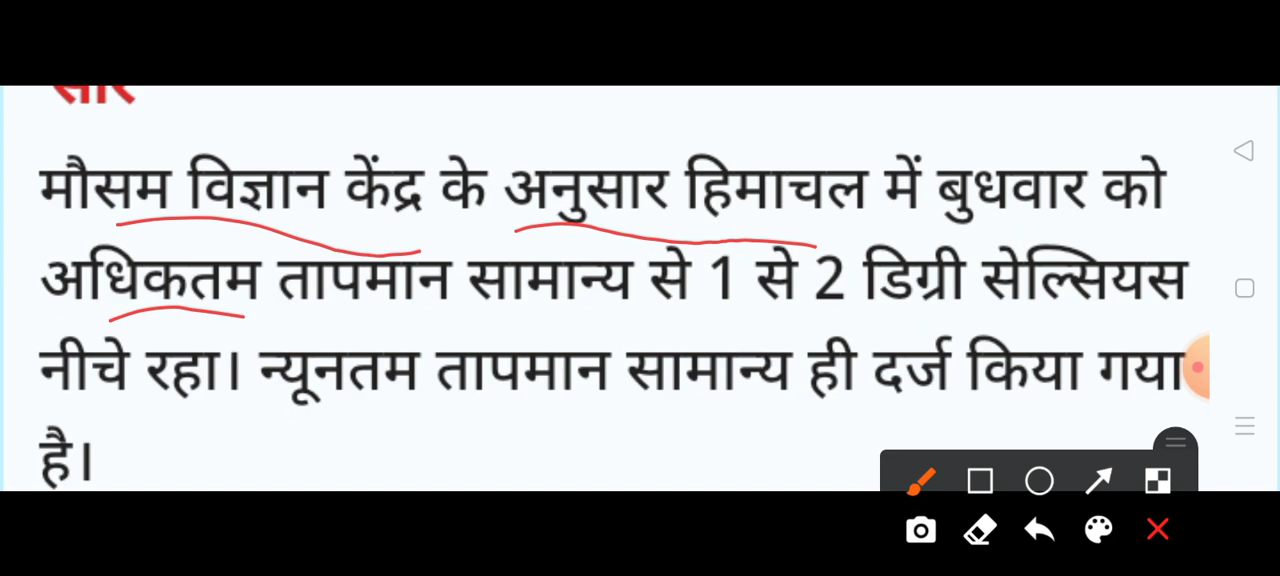 सार
मौसम विज्ञान केंद्र के अनुसार हिमाचल में बुधवार को
अधिकतम तापमान सामान्य से 1 से 2 डिग्री सेल्सियस
नीचे रहा। न्यूनतम तापमान सामान्य ही दर्ज किया गया
है।